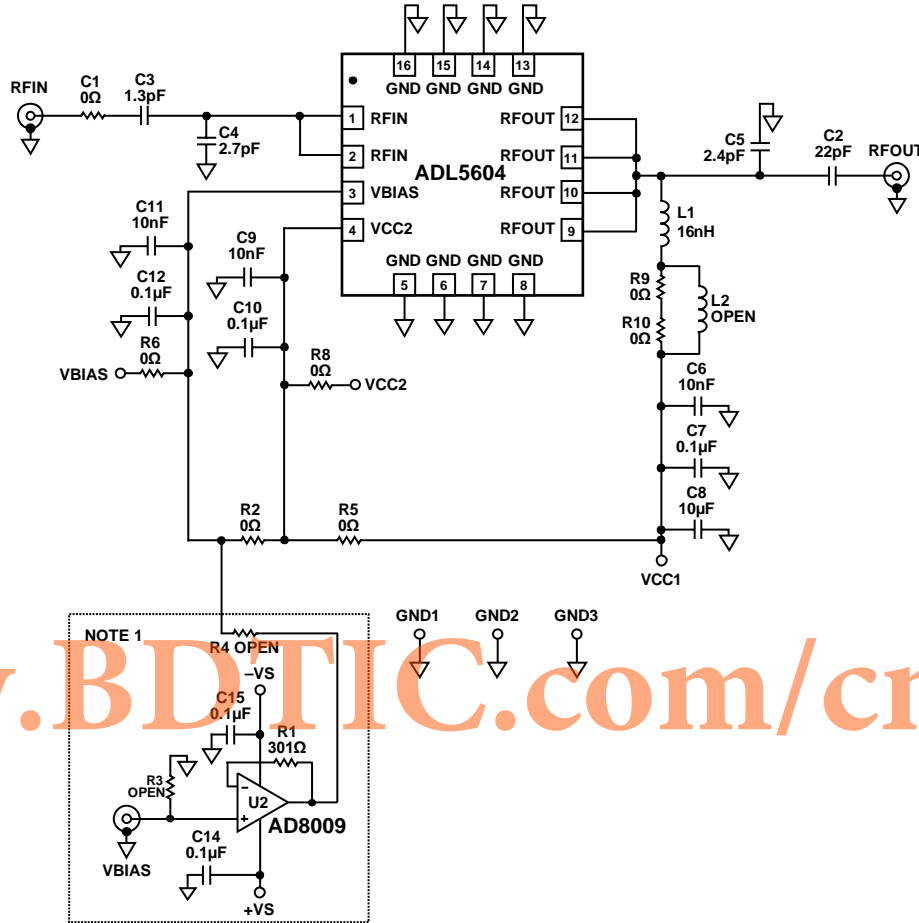 16
15
14
13
GND GND GND GND
RFIN
C1
0Ω
C3
1.3pF
C4
2.7pF
1 RFIN
2 RFIN
3 VBIAS
4 VCC2
ADL5604
RFOUT 12
RFOUT 11
RFOUT 10
RFOUT 9
GND GND GND GND
5
6
7
8
C5
2.4pF
C2
22pF
RFOUT
L1
16nH
R9
0Ω
R10
0Ω
L2
OPEN
C11
10nF
C12
0.1µF
R6
0Ω
VBIAS
C9
10nF
C10
0.1µF
R8
0Ω
VCC2
C6
10nF
C7
0.1µF
C8
10µF
VCC1
R2
0Ω
R5
0Ω
NOTE 1
R4 OPEN
GND1
GND2
GND3
–VS
C15
0.1µF
R1
301Ω
R3
OPEN
–
+
U2
AD8009
VBIAS
C14
0.1µF
+VS
.BDTIC.com/